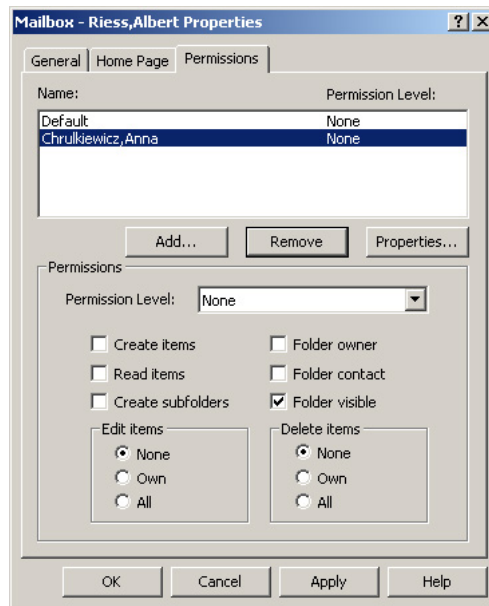 Mailbox - Riess,Albert Properties
General Home Page Permissions
Name: Permission Level:
Default None
Chrulkiewicz,Anna None
Add... Remove Properties...
Permissions
Permission Level: None
Create items Folder owner
Read items Folder contact
Create subfolders Folder visible
Edit items Delete items
None None
Own Own
All All
OK Cancel Apply Help